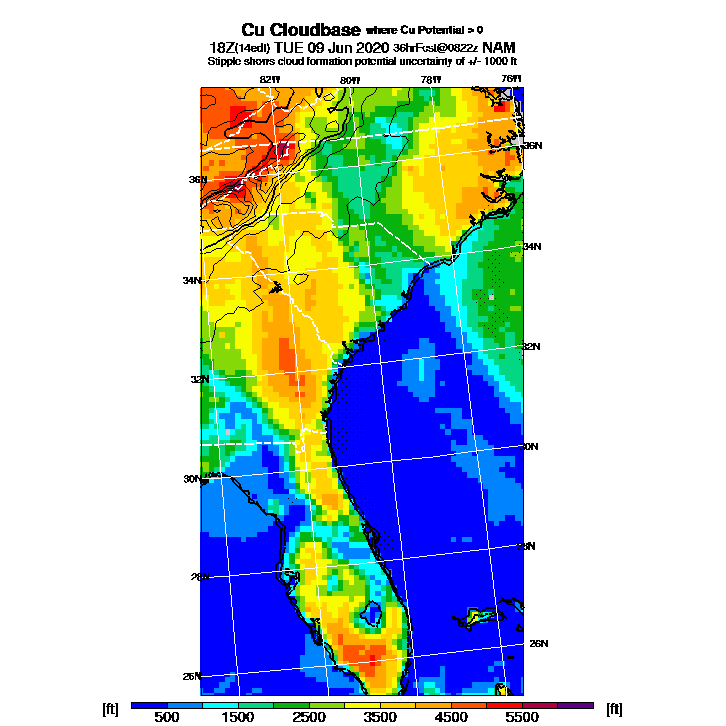 Cu Cloudbase where Cu Potential > 0
18Z(14edt) TUE 09 Jun 2020 36hrFcst@0822z NAM
Stipple shows cloud formation potential uncertainty of +/- 1000 ft
82W 80W 78W 76W
36N
36N
34N
34N
32N
32N
30N
30N
28N
28N
26N
26N
[ft] 500 1500 2500 3500 4500 5500 [ft]